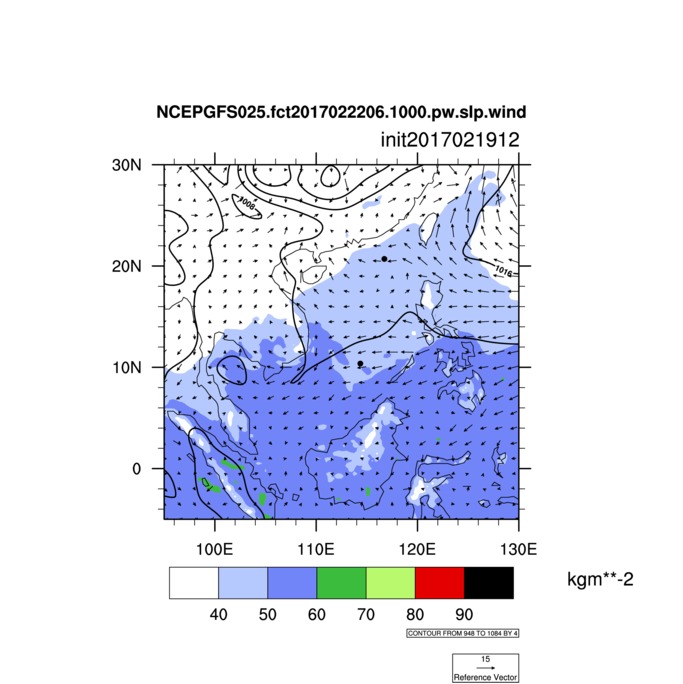 NCEPGFS025.fct2017022206.1000.pw.slp.wind
init2017021912
30N
1008
20N
1016
10N
0
100E 110E 120E 130E
kgm**-2
40 50 60 70 80 90
CONTOUR FROM 948 TO 1084 BY 4
15
Reference Vector